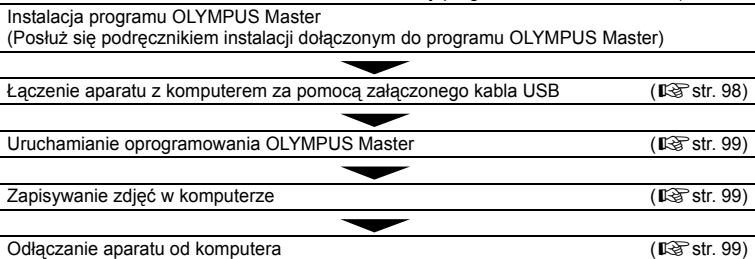 Instalacja programu OLYMPUS Master
(Posłuż się podręcznikiem instalacji dołączonym do programu OLYMPUS Master)
Łączenie aparatu z komputerem za pomocą załączonego kabla USB (☞ str. 98)
Uruchamianie oprogramowania OLYMPUS Master (☞ str. 99)
Zapisywanie zdjęć w komputerze (☞ str. 99)
Odłączanie aparatu od komputera (☞ str. 99)